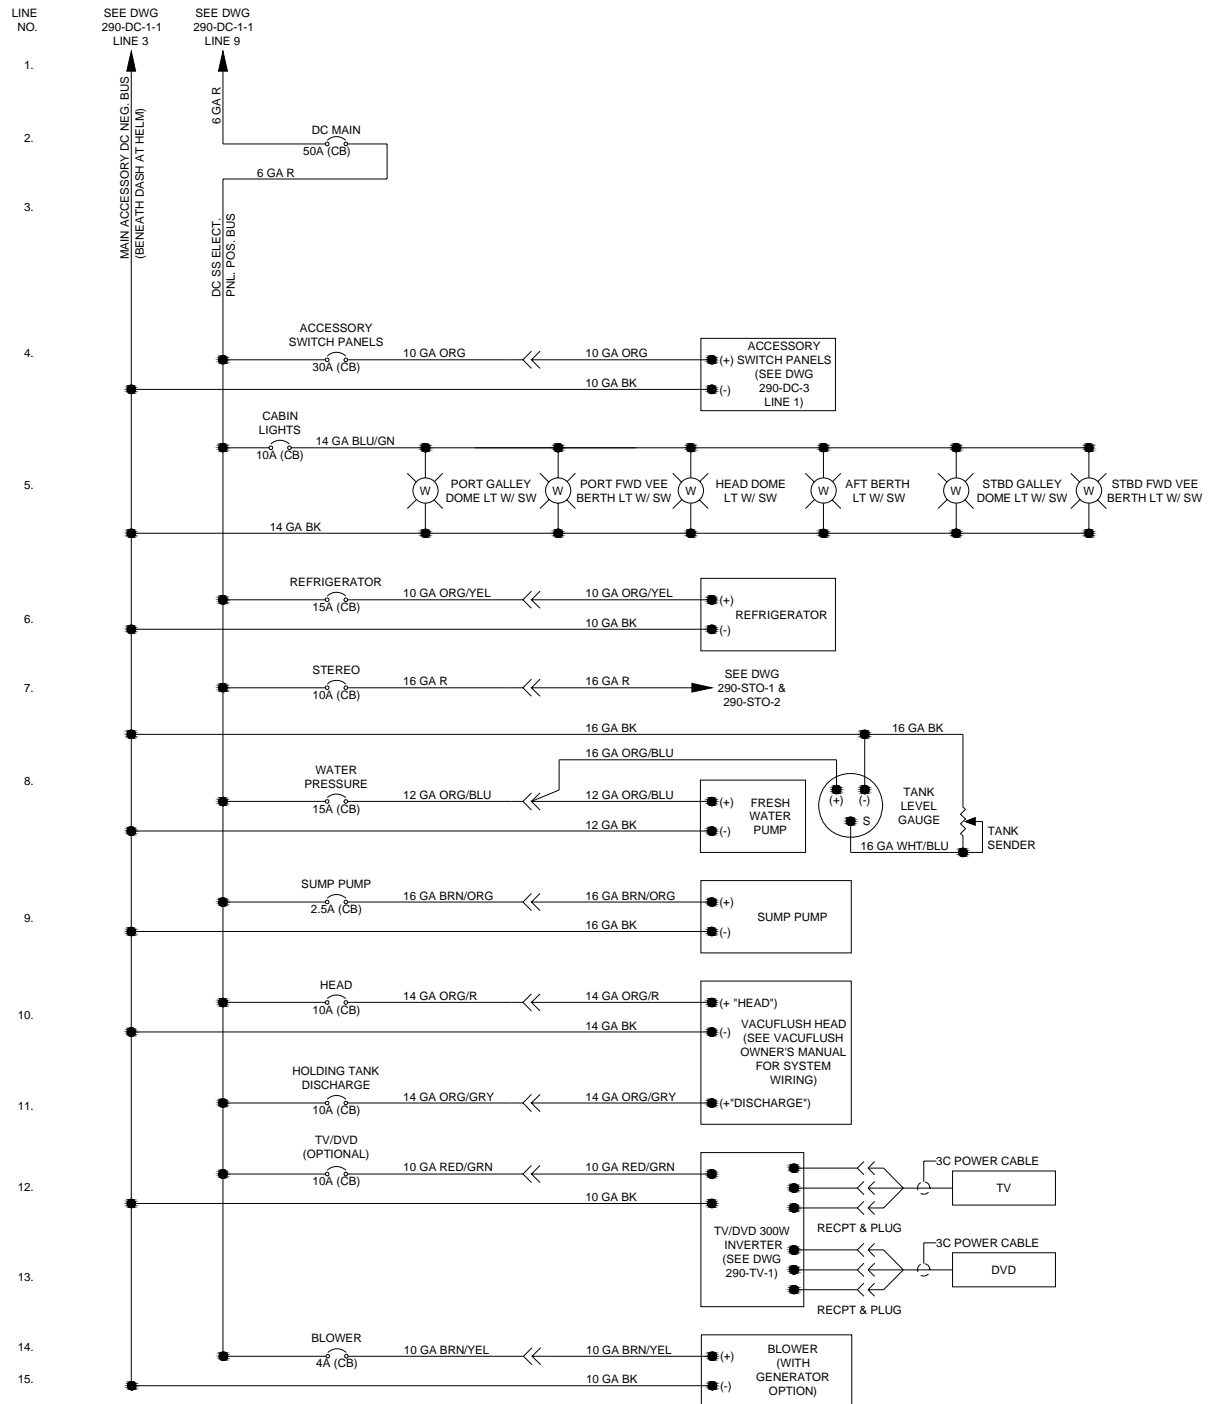 LINE
NO.
SEE DWG
290-DC-1-1
LINE 3
SEE DWG
290-DC-1-1
LINE 9
1.
MAIN ACCESSORY DC NEG. BUS
(BENEATH DASH AT HELM)
6 GA R
2.
DC MAIN
50A (CB)
6 GA R
3.
DC SS ELECT.
PNL. POS. BUS
4.
ACCESSORY
SWITCH PANELS
30A (CB)
10 GA ORG
10 GA ORG
10 GA BK
(+)
(-)
ACCESSORY
SWITCH PANELS
(SEE DWG
290-DC-3
LINE 1)
CABIN
LIGHTS
10A (CB)
14 GA BLU/GN
5.
W
PORT GALLEY
DOME LT W/ SW
W
PORT FWD VEE
BERTH LT W/ SW
W
HEAD DOME
LT W/ SW
W
AFT BERTH
LT W/ SW
W
STBD GALLEY
DOME LT W/ SW
W
STBD FWD VEE
BERTH LT W/ SW
14 GA BK
6.
REFRIGERATOR
15A (CB)
10 GA ORG/YEL
10 GA ORG/YEL
10 GA BK
(+)
(-)
REFRIGERATOR
7.
STEREO
10A (CB)
16 GA R
16 GA R
SEE DWG
290-STO-1 &
290-STO-2
16 GA BK
16 GA BK
16 GA ORG/BLU
8.
WATER
PRESSURE
15A (CB)
12 GA ORG/BLU
12 GA ORG/BLU
12 GA BK
(+)
(-)
FRESH
WATER
PUMP
(+)
(-)
S
TANK
LEVEL
GAUGE
16 GA WHT/BLU
TANK
SENDER
9.
SUMP PUMP
2.5A (CB)
16 GA BRN/ORG
16 GA BRN/ORG
16 GA BK
(+)
(-)
SUMP PUMP
10.
HEAD
10A (CB)
14 GA ORG/R
14 GA ORG/R
14 GA BK
(+ "HEAD")
(-)
VACUFLUSH HEAD
(SEE VACUFLUSH
OWNER'S MANUAL
FOR SYSTEM
WIRING)
11.
HOLDING TANK
DISCHARGE
10A (CB)
14 GA ORG/GRY
14 GA ORG/GRY
(+"DISCHARGE")
12.
TV/DVD
(OPTIONAL)
10A (CB)
10 GA RED/GRN
10 GA RED/GRN
10 GA BK
TV/DVD 300W
INVERTER
(SEE DWG
290-TV-1)
3C POWER CABLE
TV
RECPT & PLUG
13.
3C POWER CABLE
DVD
RECPT & PLUG
14.
BLOWER
4A (CB)
10 GA BRN/YEL
10 GA BRN/YEL
(+)
BLOWER
(WITH
GENERATOR
OPTION)
15.
10 GA BK
(-)